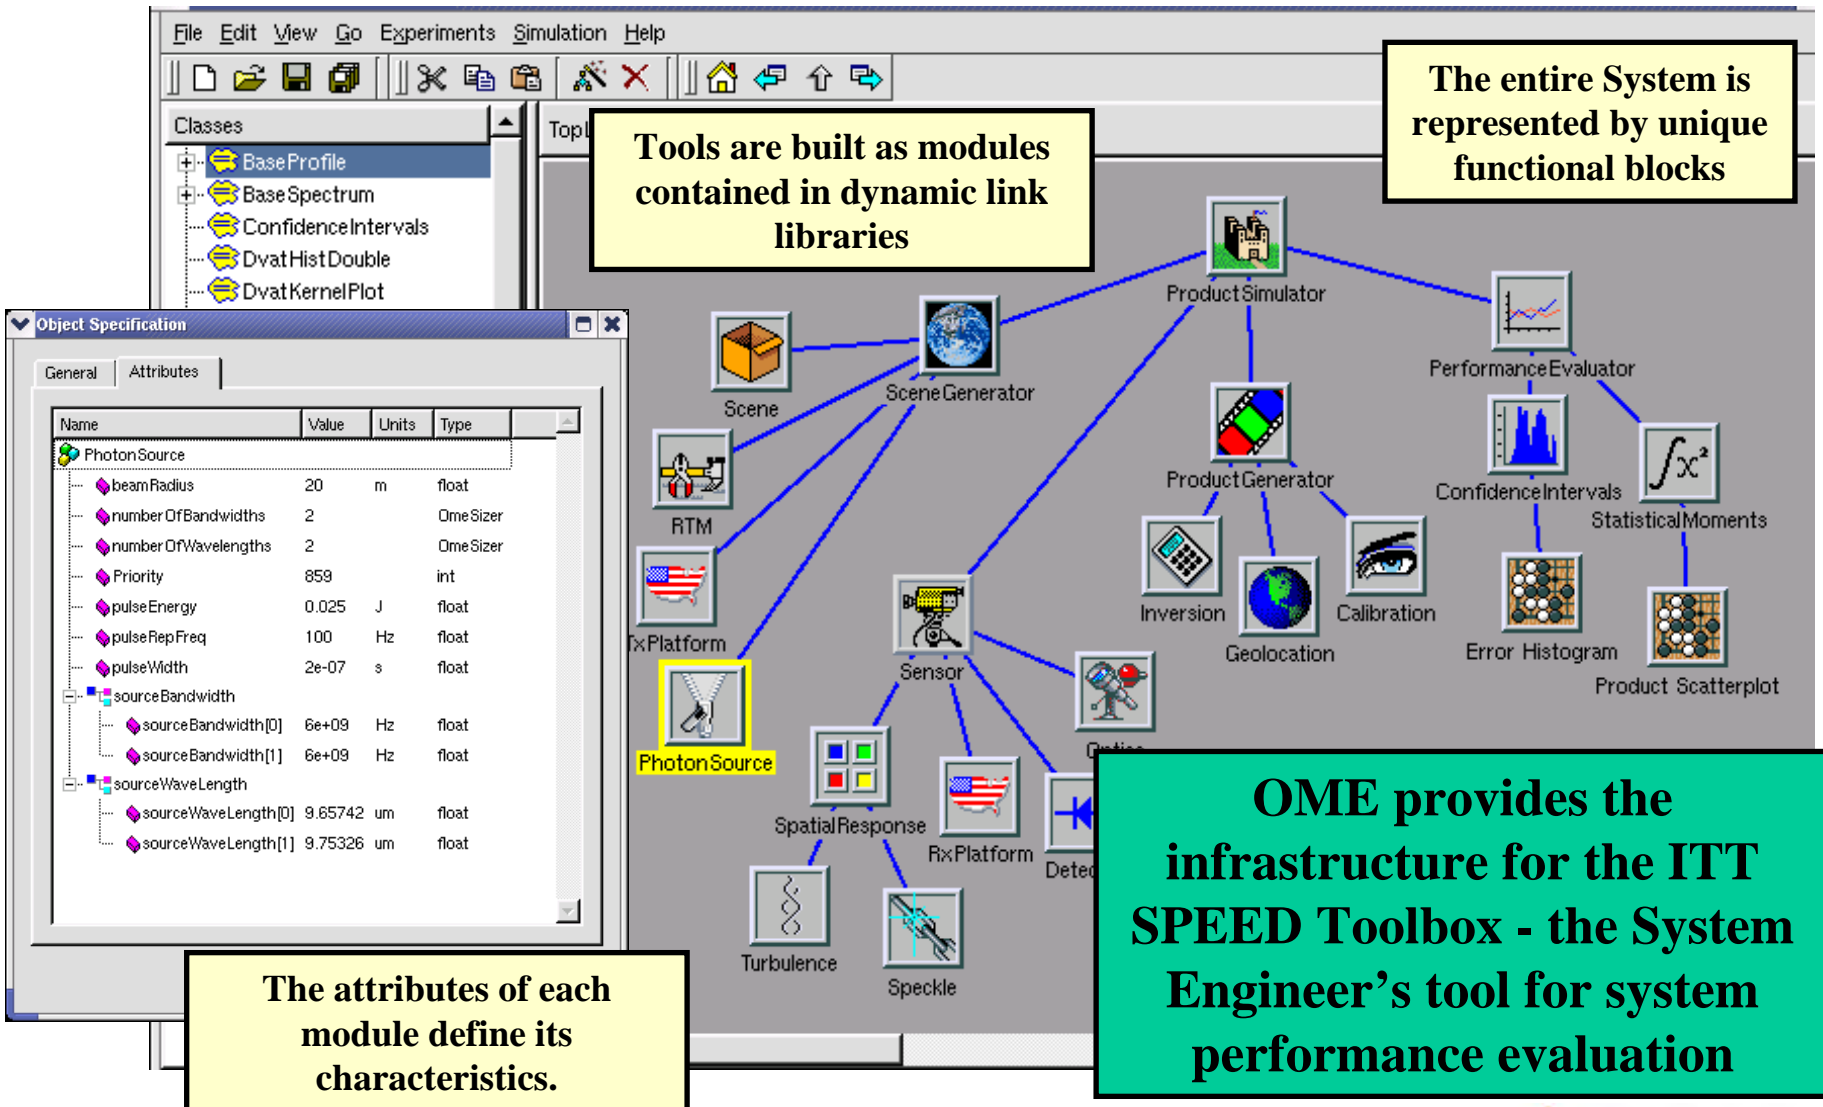 File Edit View Go Experiments Simulation Help
The entire System is
represented by unique
functional blocks
Classes
BaseProfile
BaseSpectrum
ConfidenceIntervals
DvatHistDouble
DvatKernelPlot
Tools are built as modules
contained in dynamic link
libraries
ProductSimulator
SceneGenerator
Scene
RTM
TxPlatform
PhotonSource
PerformanceEvaluator
ProductGenerator
ConfidenceIntervals
StatisticalMoments
Inversion
Geolocation
Calibration
Error Histogram
Product Scatterplot
Sensor
SpatialResponse
RxPlatform
Turbulence
Speckle
Object Specification
General Attributes
Name Value Units Type
PhotonSource
beamRadius 20 m float
numberOfBandwidths 2 OmeSizer
numberOfWavelengths 2 OmeSizer
Priority 859 int
pulseEnergy 0.025 J float
pulseRepFreq 100 Hz float
pulseWidth 2e-07 s float
sourceBandwidth
sourceBandwidth[0] 6e+09 Hz float
sourceBandwidth[1] 6e+09 Hz float
sourceWaveLength
sourceWaveLength[0] 9.65742 um float
sourceWaveLength[1] 9.75326 um float
The attributes of each
module define its
characteristics.
OME provides the
infrastructure for the ITT
SPEED Toolbox - the System
Engineer’s tool for system
performance evaluation